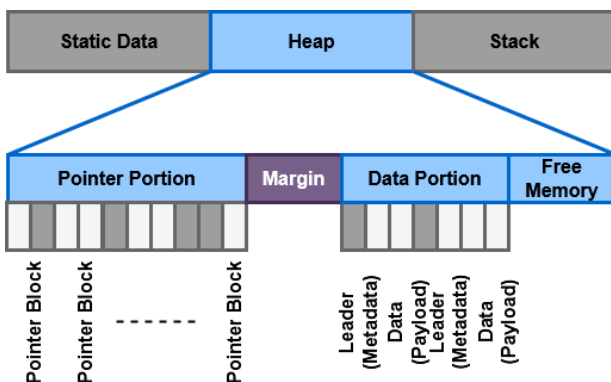 Static Data
Heap
Stack
Pointer Portion
Margin
Data Portion
Free
Memory
Pointer Block
Pointer Block
Pointer Block
Leader
(Metadata)
Data
(Payload)
Leader
(Metadata)
Data
(Payload)